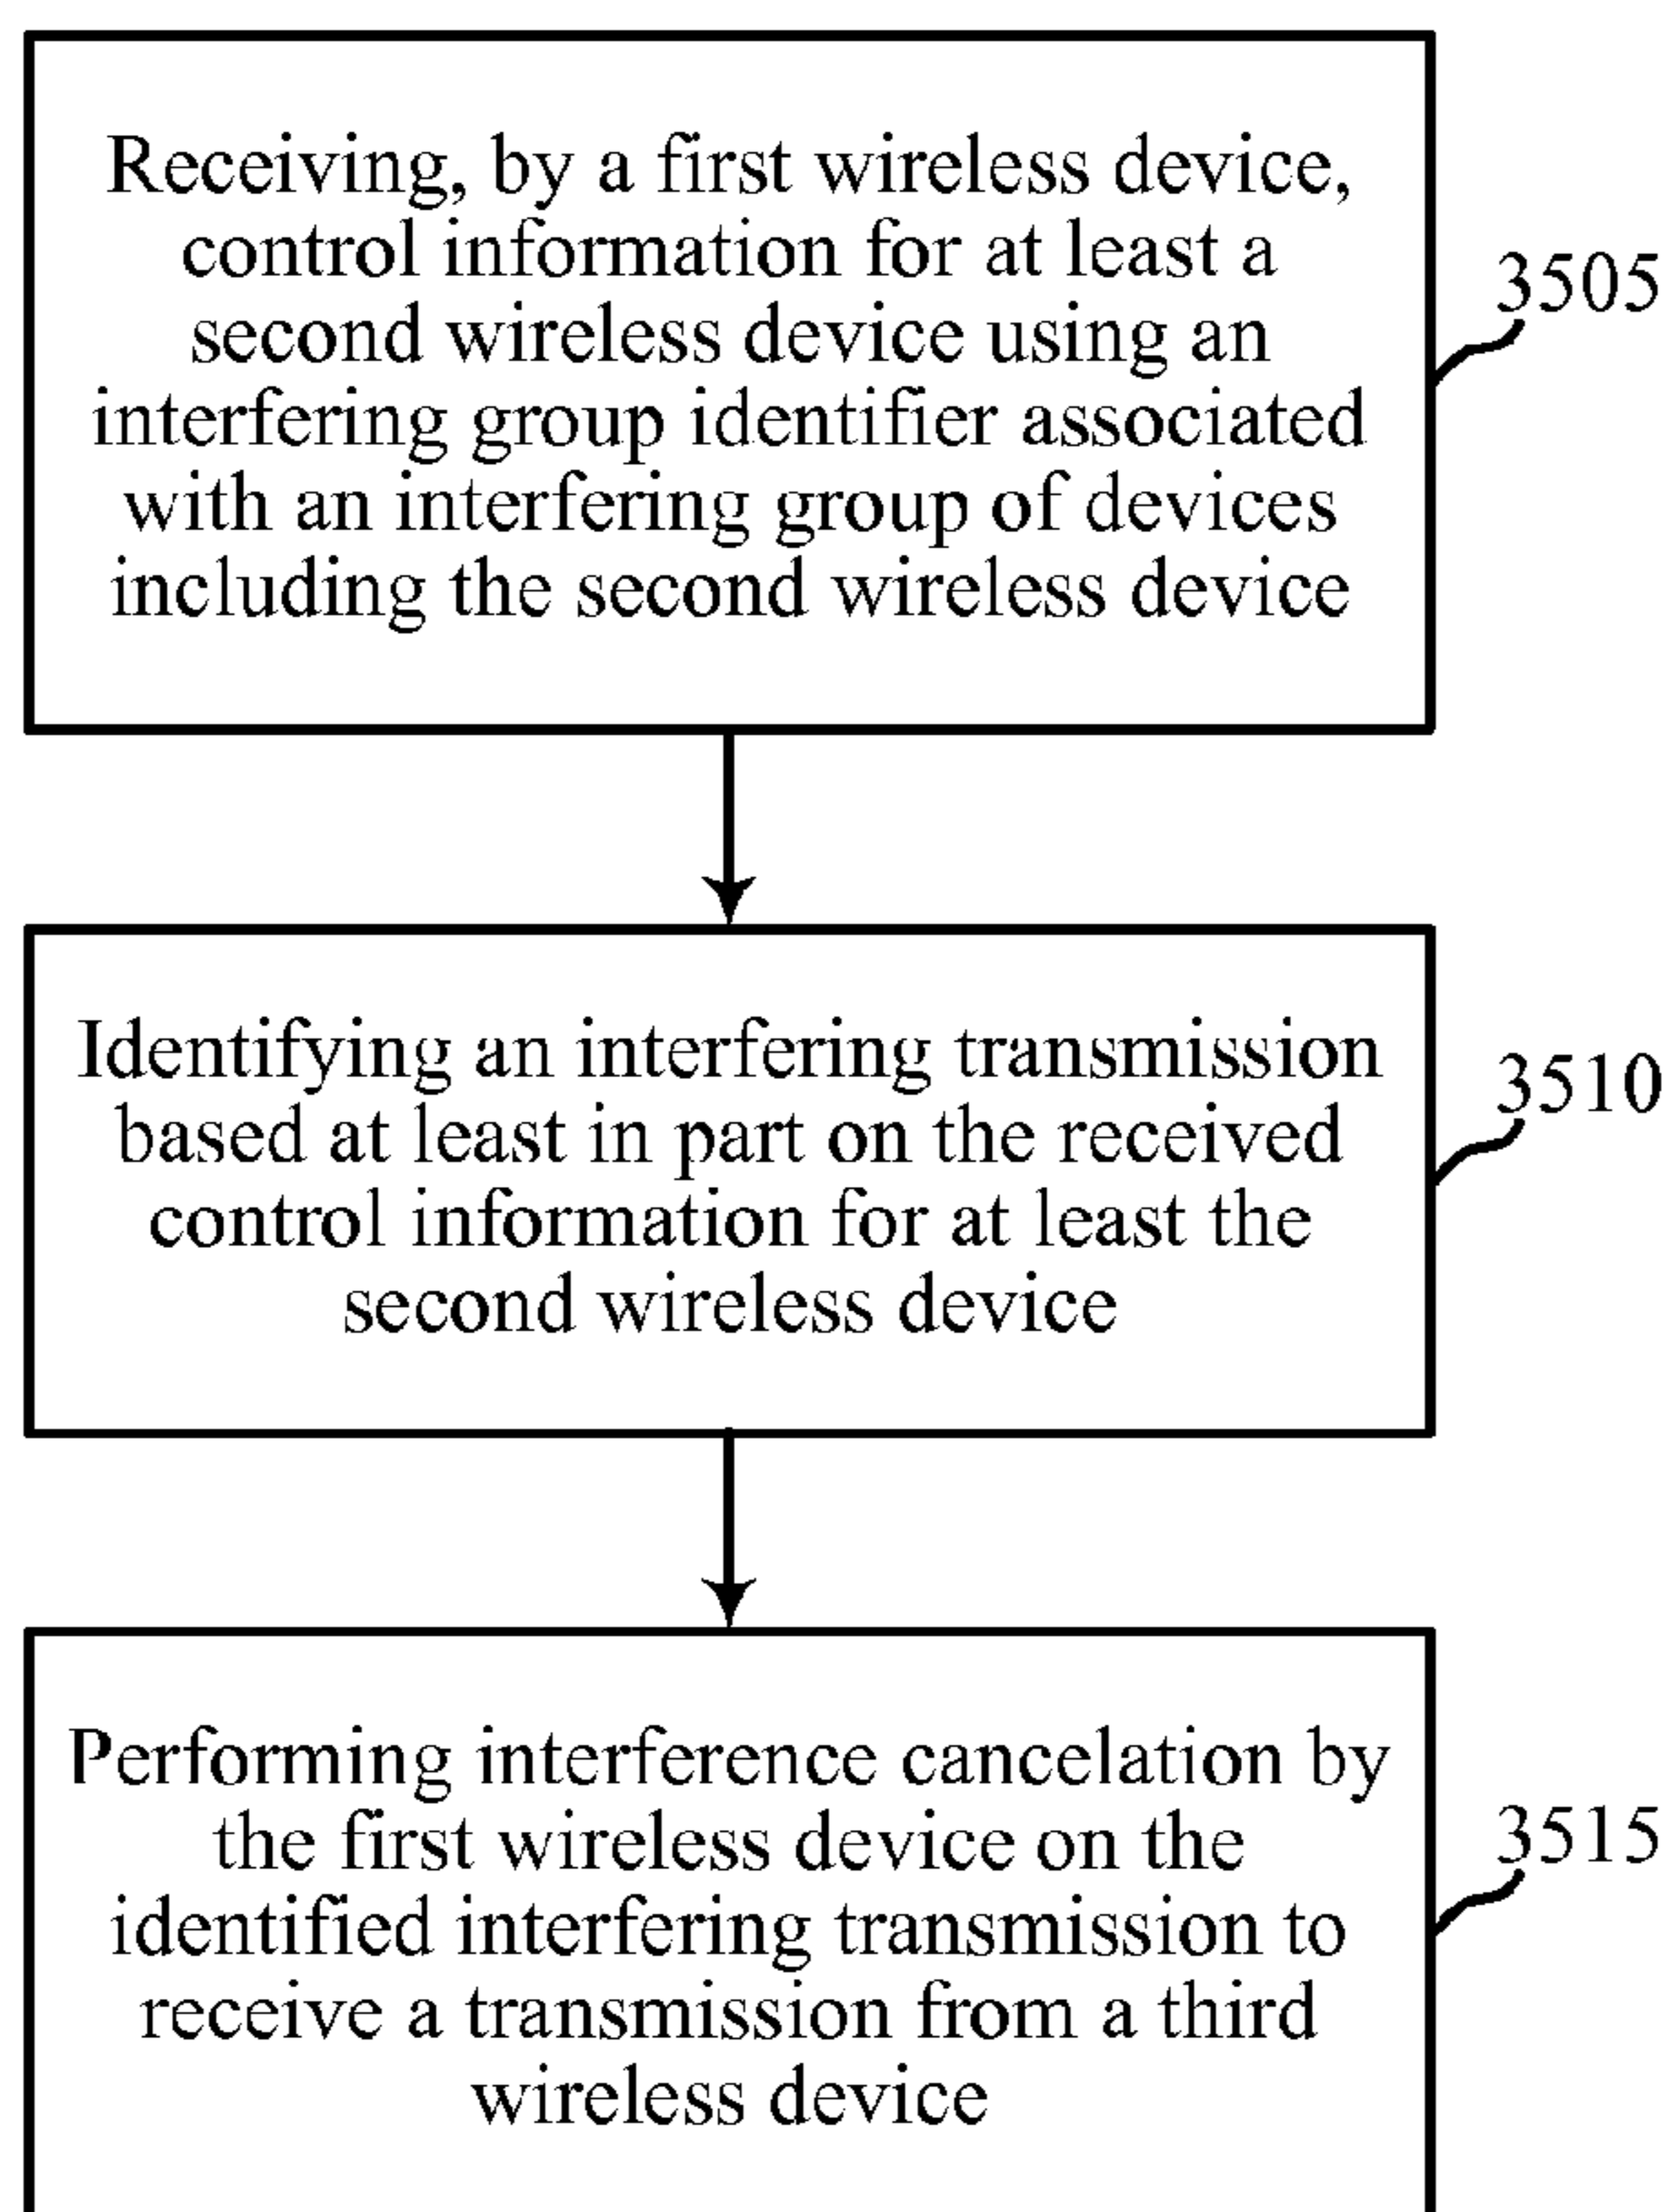 Receiving, by a first wireless device,
control information for at least a
second wireless device using an
interfering group identifier associated
with an interfering group of devices
including the second wireless device
3505
Identifying an interfering transmission
based at least in part on the received
control information for at least the
second wireless device
3510
Performing interference cancelation by
the first wireless device on the
identified interfering transmission to
receive a transmission from a third
wireless device
3515